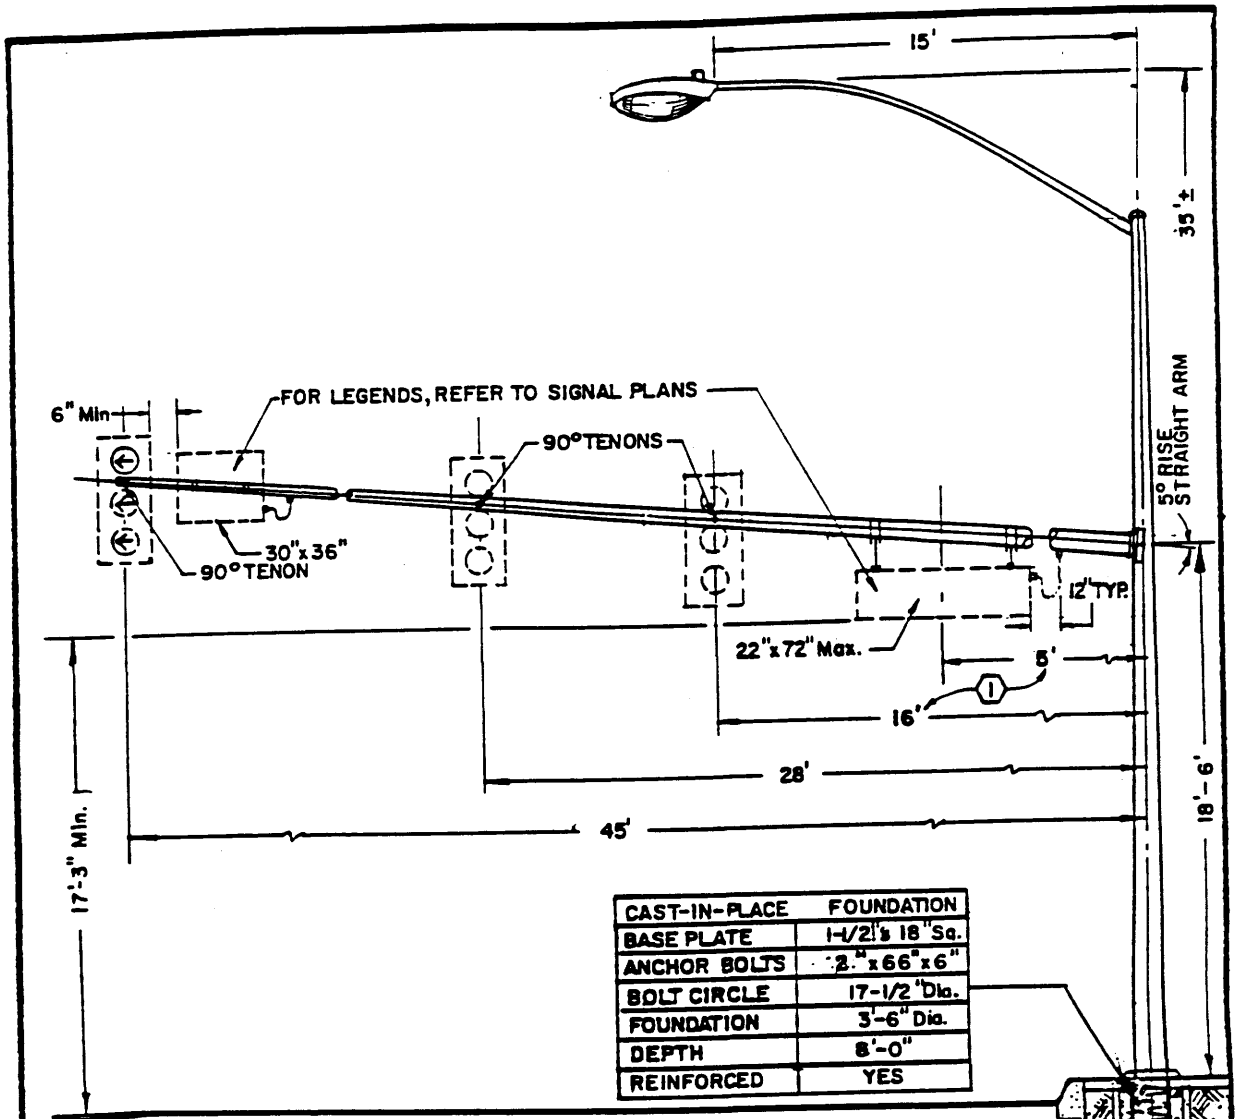 15'
35'±
5° RISE
STRAIGHT ARM
6" Min
FOR LEGENDS, REFER TO SIGNAL PLANS
90° TENONS
30"x36"
90° TENON
12" TYP.
22"x72" Max.
5'
1
16'
28'
45'
17'-3" Min.
18'-6'
CAST-IN-PLACE FOUNDATION
BASE PLATE 1-1/2"x 18" Sq.
ANCHOR BOLTS 2"x66"x6"
BOLT CIRCLE 17-1/2" Dia.
FOUNDATION 3'-6" Dia.
DEPTH 8'-0"
REINFORCED YES